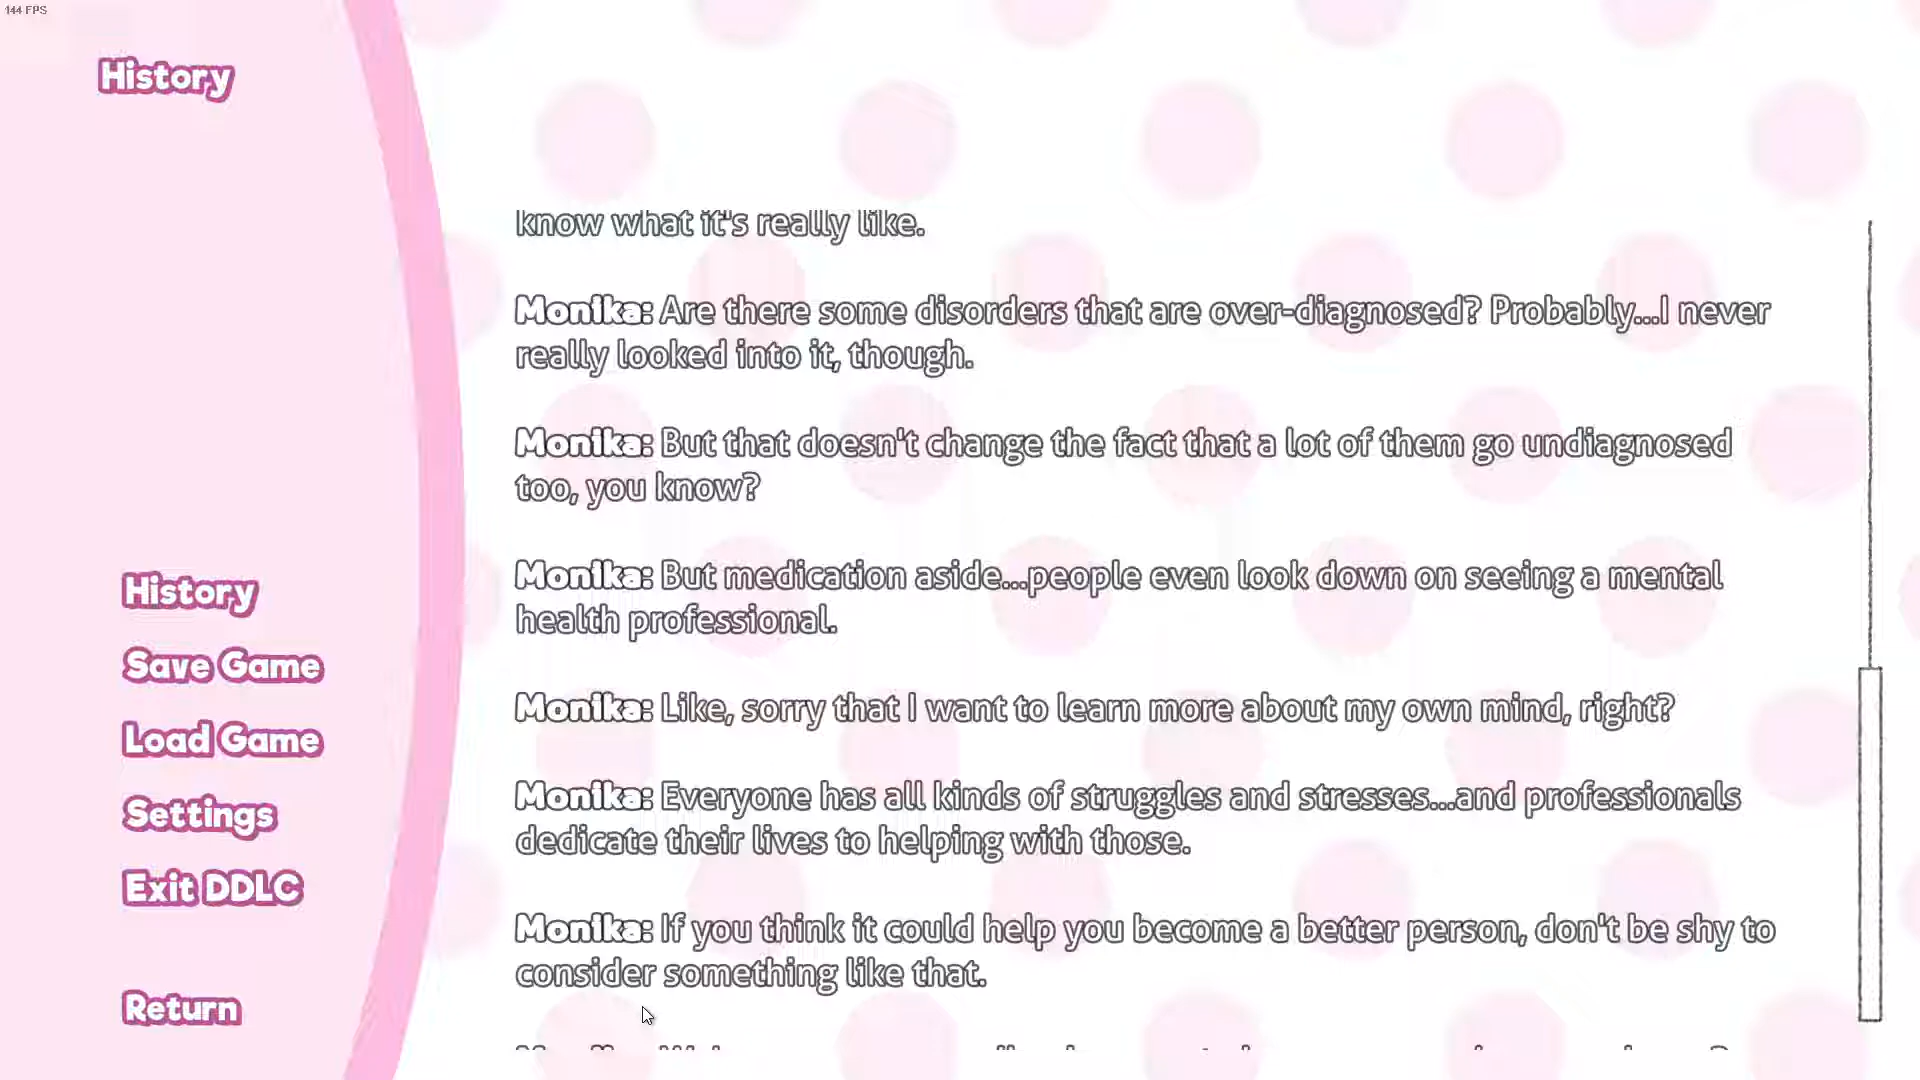 144 FPS
History
know what it's really like.
Monika: Are there some disorders that are over-diagnosed? Probably...I never
really looked into it, though.
Monika: But that doesn't change the fact that a lot of them go undiagnosed
too, you know?
Monika: But medication aside...people even look down on seeing a mental
health professional.
Monika: Like, sorry that I want to learn more about my own mind, right?
Monika: Everyone has all kinds of struggles and stresses...and professionals
dedicate their lives to helping with those.
Monika: If you think it could help you become a better person, don't be shy to
consider something like that.
History
Save Game
Load Game
Settings
Exit DDLC
Return